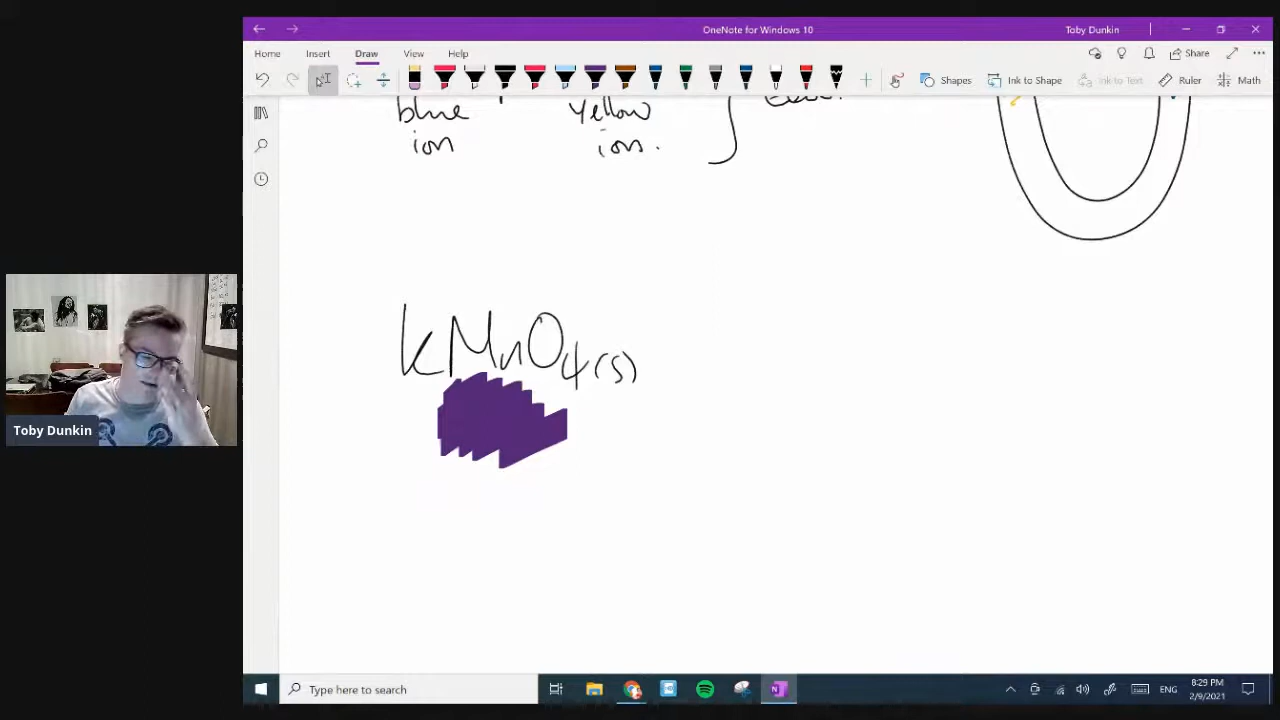 OneNote for Windows 10
Toby Dunkin
Home Insert Draw View Help
Share
Shapes Ink to Shape Ink to Text Ruler Math
blue
ion
yellow
ion.
KMnO4(s)
Toby Dunkin
Type here to search
ENG
8:29 PM
2/9/2021